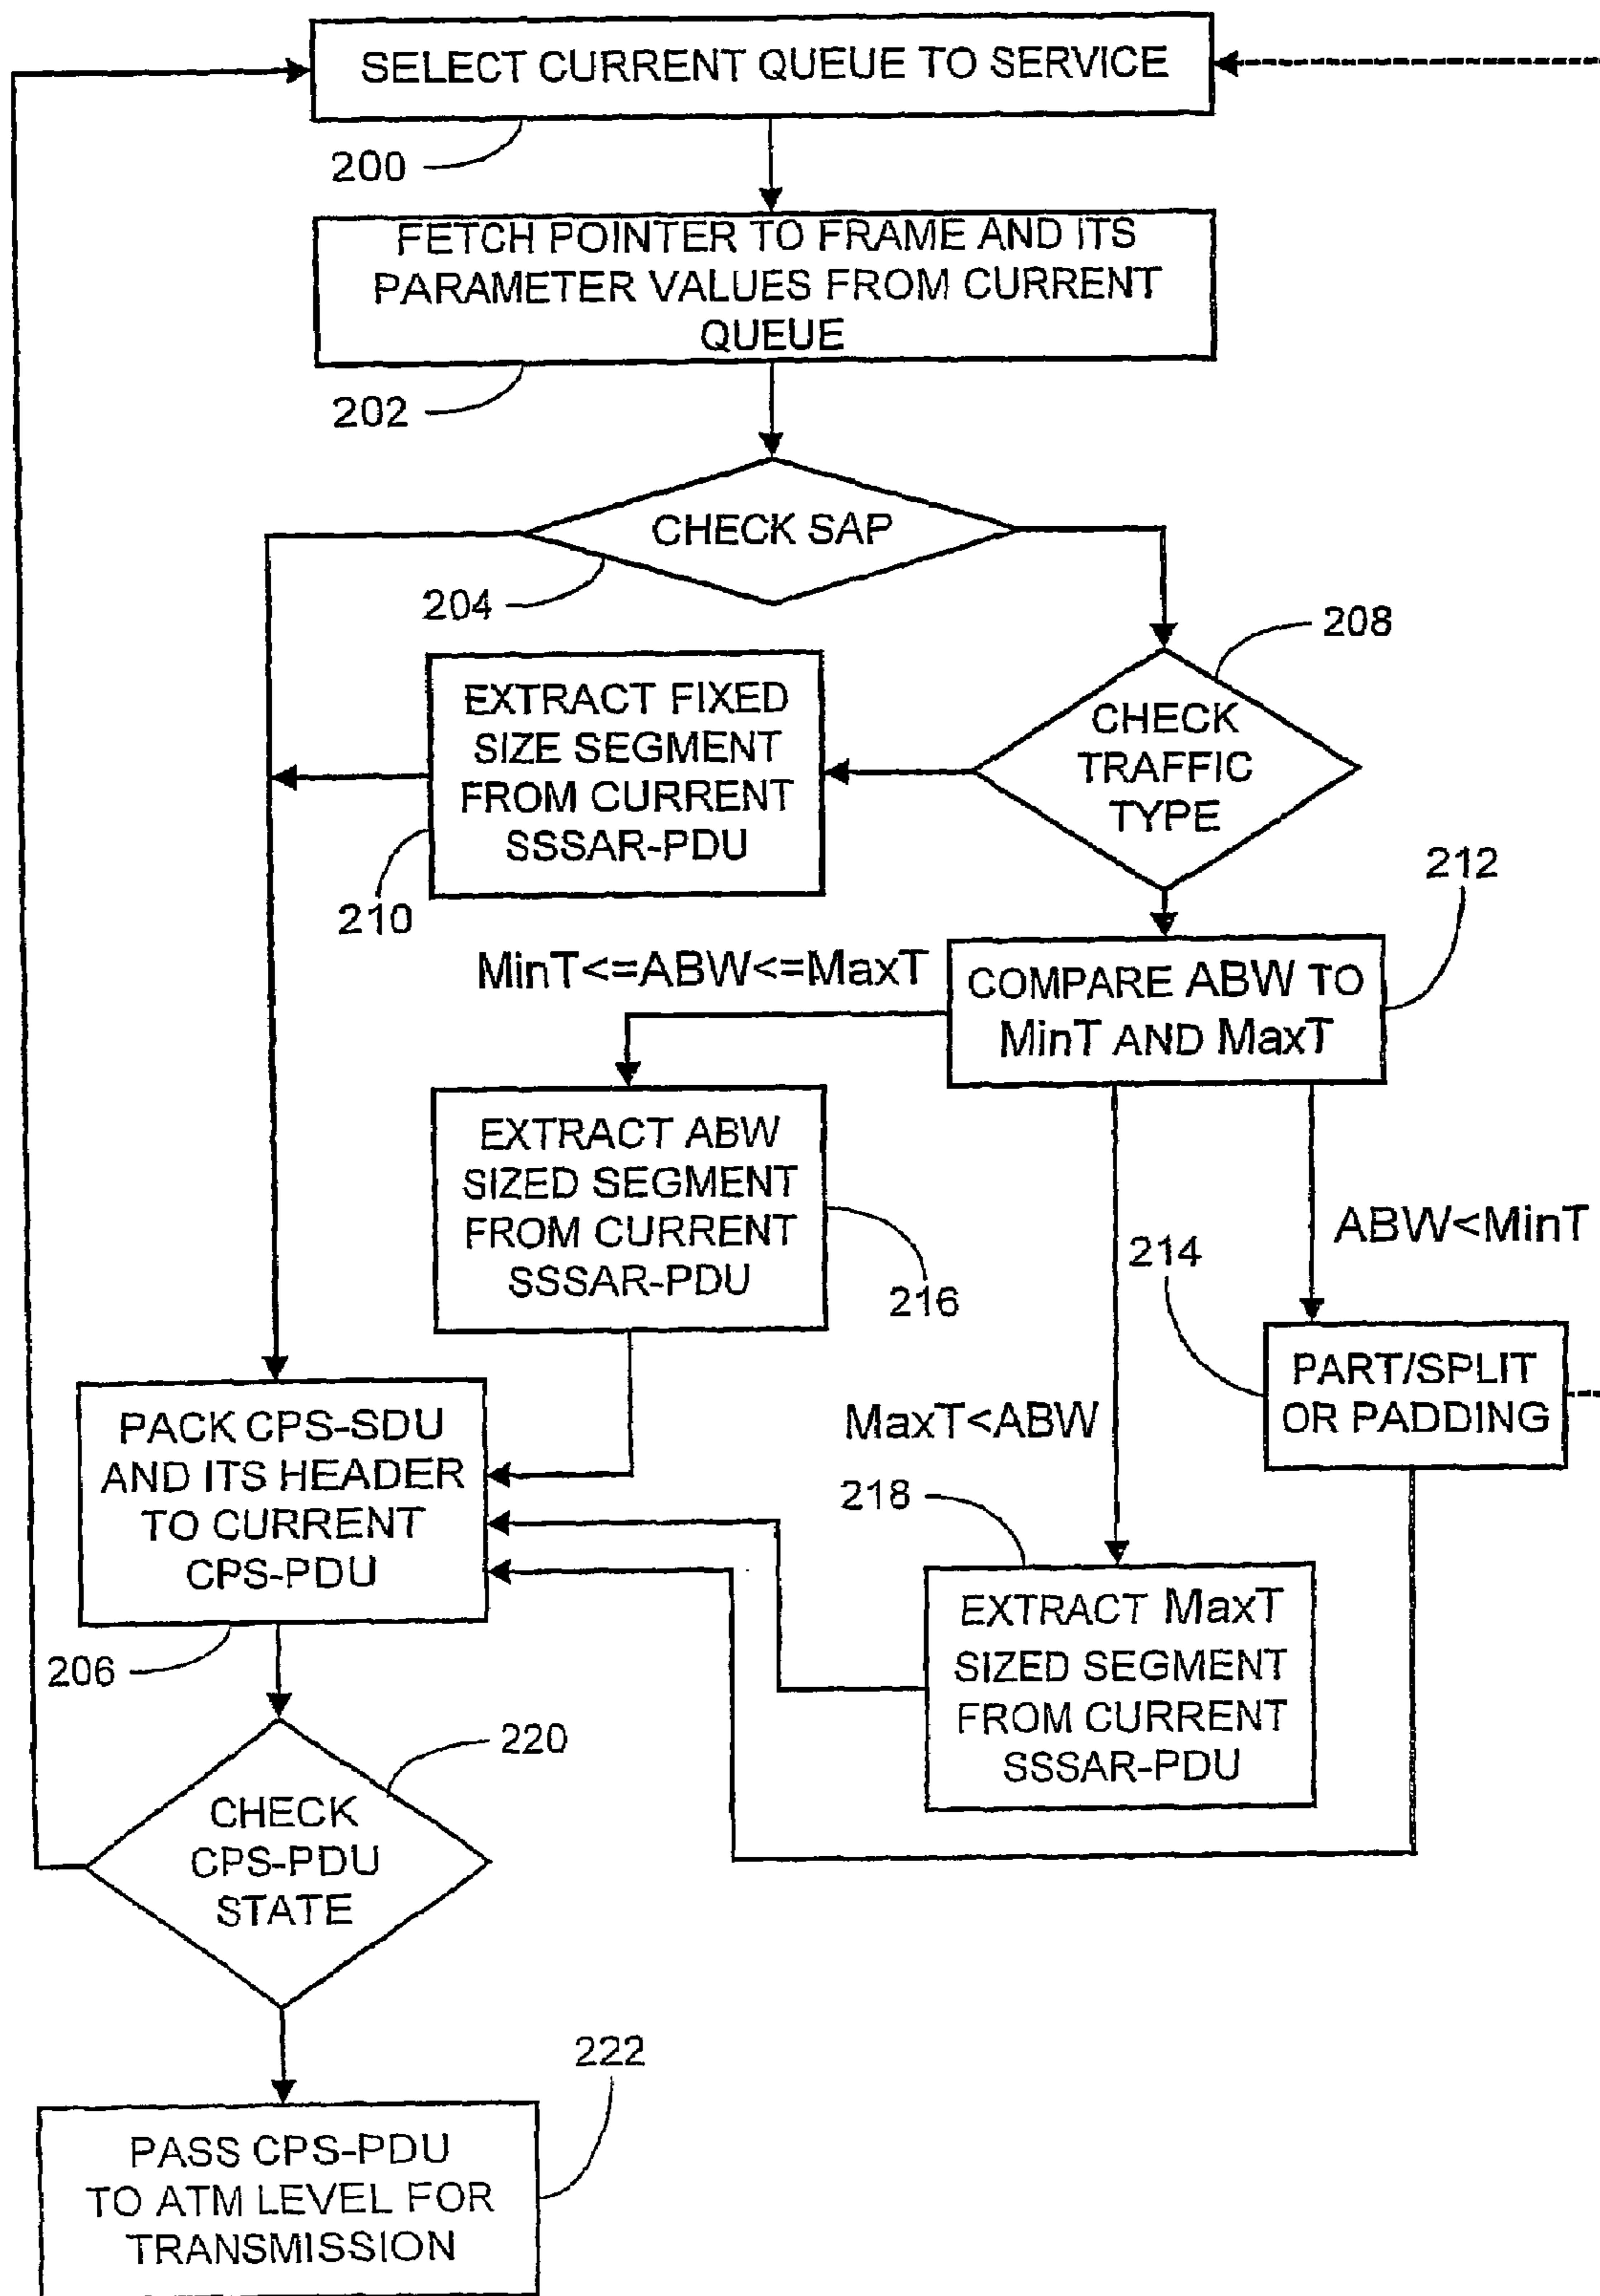 SELECT CURRENT QUEUE TO SERVICE
200
FETCH POINTER TO FRAME AND ITS
PARAMETER VALUES FROM CURRENT
QUEUE
202
CHECK SAP
204
208
CHECK
TRAFFIC
TYPE
EXTRACT FIXED
SIZE SEGMENT
FROM CURRENT
SSSAR-PDU
210
212
MinT<=ABW<=MaxT
COMPARE ABW TO
MinT AND MaxT
EXTRACT ABW
SIZED SEGMENT
FROM CURRENT
SSSAR-PDU
216
214
ABW<MinT
PART/SPLIT
OR PADDING
MaxT<ABW
218
EXTRACT MaxT
SIZED SEGMENT
FROM CURRENT
SSSAR-PDU
PACK CPS-SDU
AND ITS HEADER
TO CURRENT
CPS-PDU
206
220
CHECK
CPS-PDU
STATE
222
PASS CPS-PDU
TO ATM LEVEL FOR
TRANSMISSION